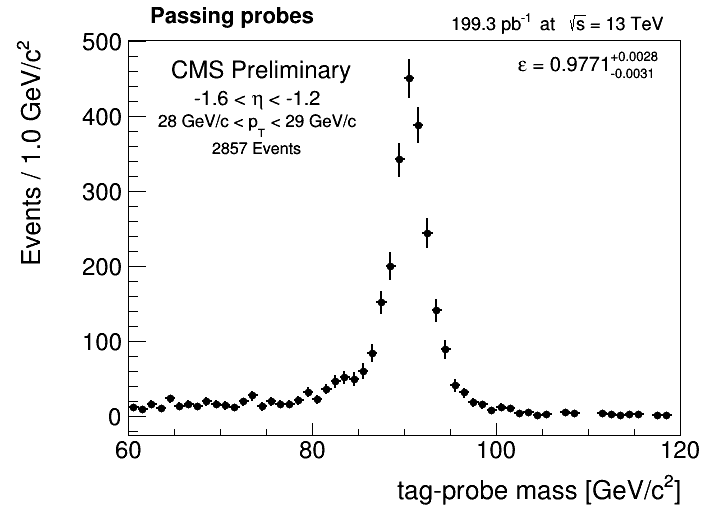 Passing probes
199.3 pb⁻¹ at √s = 13 TeV
CMS Preliminary
-1.6 < η < -1.2
28 GeV/c < p_T < 29 GeV/c
2857 Events
ε = 0.9771 +0.0028 -0.0031
Events / 1.0 GeV/c²
500
400
300
200
100
0
60 80 100 120
tag-probe mass [GeV/c²]